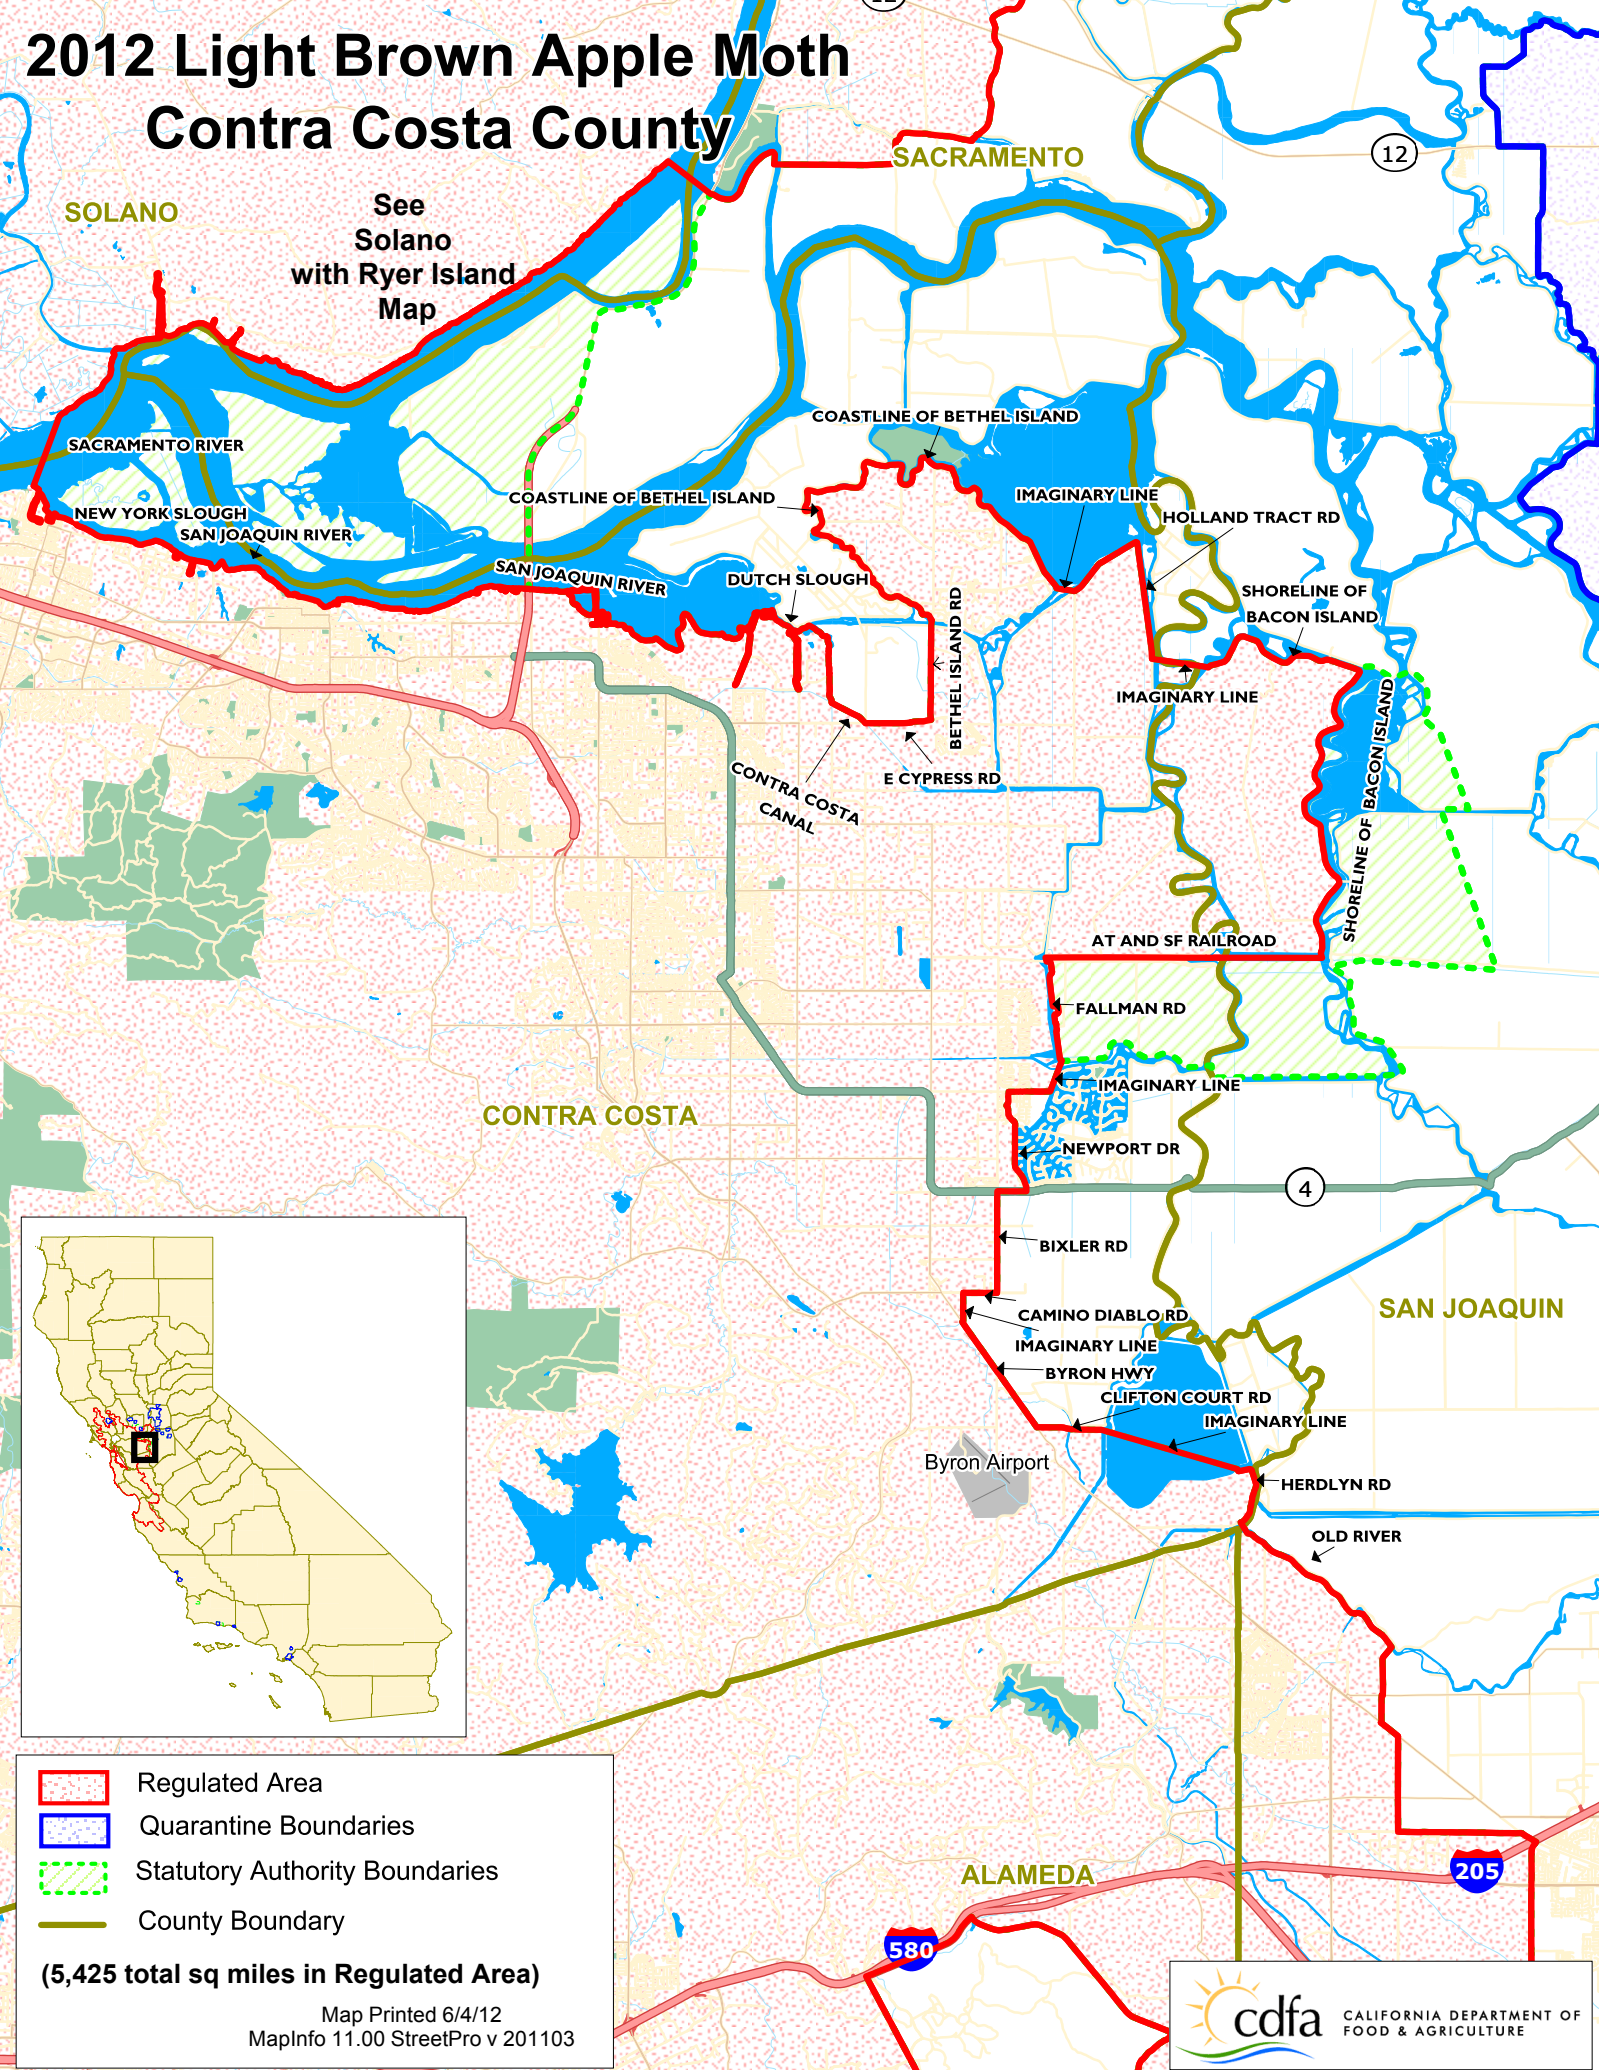 2012 Light Brown Apple Moth
Contra Costa County
12
SACRAMENTO
12
SOLANO
See
Solano
with Ryer Island
Map
COASTLINE OF BETHEL ISLAND
SACRAMENTO RIVER
COASTLINE OF BETHEL ISLAND
IMAGINARY LINE
NEW YORK SLOUGH
HOLLAND TRACT RD
SAN JOAQUIN RIVER
SAN JOAQUIN RIVER
DUTCH SLOUGH
BETHEL ISLAND RD
SHORELINE OF
BACON ISLAND
IMAGINARY LINE
SHORELINE OF BACON ISLAND
CONTRA COSTA
CANAL
E CYPRESS RD
AT AND SF RAILROAD
FALLMAN RD
IMAGINARY LINE
CONTRA COSTA
NEWPORT DR
4
BIXLER RD
SAN JOAQUIN
CAMINO DIABLO RD
IMAGINARY LINE
BYRON HWY
CLIFTON COURT RD
IMAGINARY LINE
Byron Airport
HERDLYN RD
OLD RIVER
Regulated Area
Quarantine Boundaries
Statutory Authority Boundaries
County Boundary
(5,425 total sq miles in Regulated Area)
Map Printed 6/4/12
MapInfo 11.00 StreetPro v 201103
ALAMEDA
205
580
cdfa
CALIFORNIA DEPARTMENT OF
FOOD & AGRICULTURE